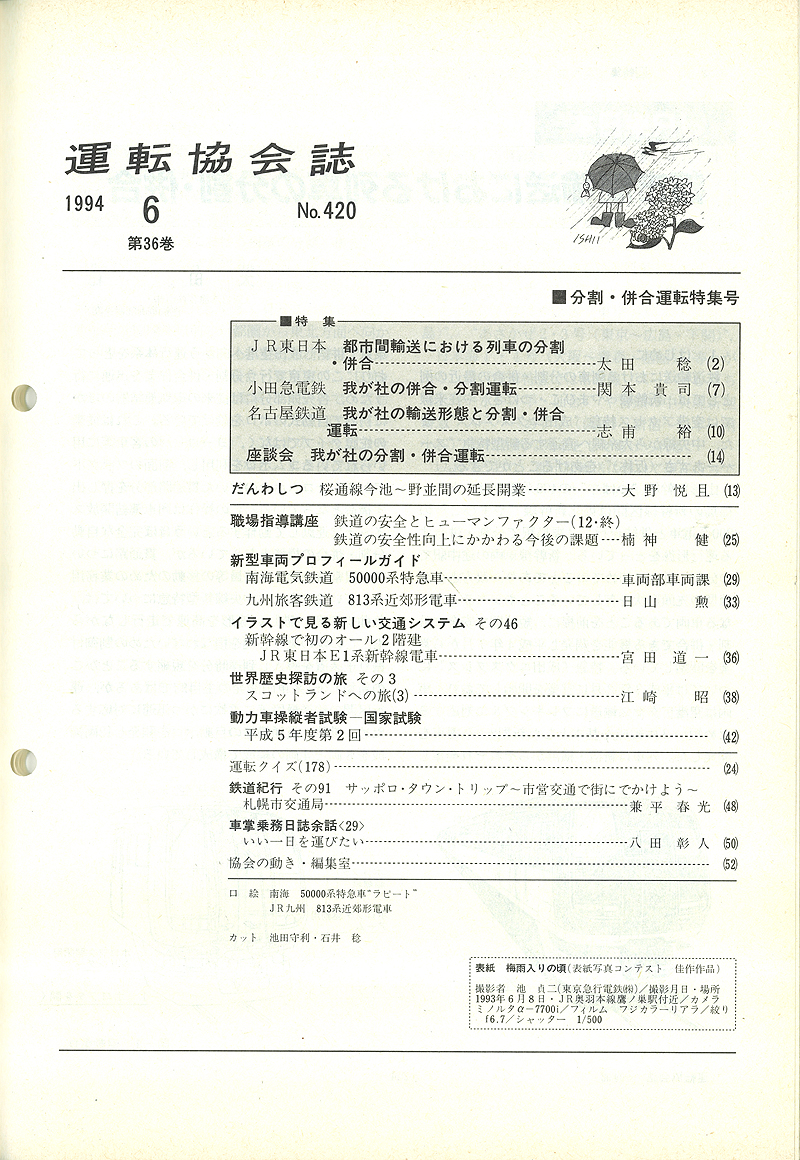 運転協会誌
1994 6 No.420
第36巻
ISHII
■分割・併合運転特集号
■特 集
JR東日本 都市間輸送における列車の分割
・併合 太田 稔 (2)
小田急電鉄 我が社の併合・分割運転 関本貴司 (7)
名古屋鉄道 我が社の輸送形態と分割・併合
運転 志甫 裕 (10)
座談会 我が社の分割・併合運転 (14)
だんわしつ 桜通線今池〜野並間の延長開業 大野悦且 (13)
職場指導講座 鉄道の安全とヒューマンファクター(12・終)
鉄道の安全性向上にかかわる今後の課題 楠神 健 (25)
新型車両プロフィールガイド
南海電気鉄道 50000系特急車 車両部車両課 (29)
九州旅客鉄道 813系近郊形電車 日山 勲 (33)
イラストで見る新しい交通システム その46
新幹線で初のオール2階建
JR東日本E1系新幹線電車 宮田道一 (36)
世界歴史探訪の旅 その3
スコットランドへの旅(3) 江崎 昭 (38)
動力車操縦者試験―国家試験
平成5年度第2回 (42)
運転クイズ(178) (24)
鉄道紀行 その91 サッポロ・タウン・トリップ〜市営交通で街にでかけよう〜
札幌市交通局 兼平春光 (48)
車掌乗務日誌余話〈29〉
いい一日を運びたい 八田彰人 (50)
協会の動き・編集室 (52)
口 絵 南海 50000系特急車“ラピート”
JR九州 813系近郊形電車
カット 池田守利・石井 稔
表紙 梅雨入りの頃(表紙写真コンテスト 佳作作品)
撮影者 池 貞二(東京急行電鉄㈱)／撮影月日・場所
1993年6月8日・JR奥羽本線鷹ノ巣駅付近／カメラ
ミノルタα−7700i／フィルム フジカラーリアラ／絞り
f6.7／シャッター 1/500